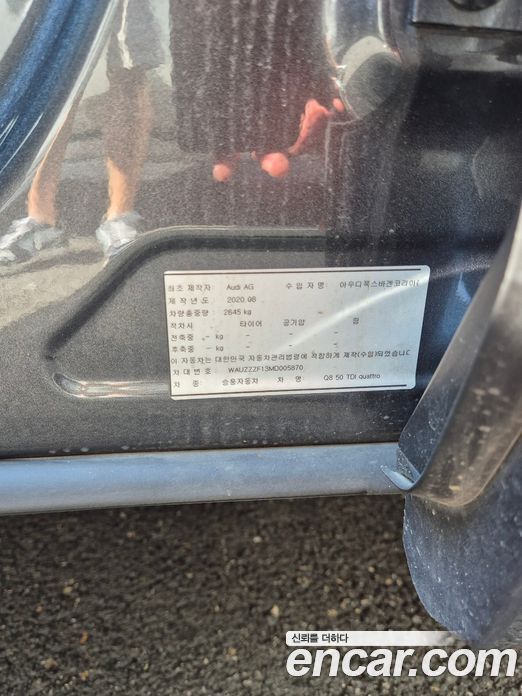 최초 제작자 Audi AG 수 입 자 명 아우디폭스바겐코리아(
제 작 년 도 2020.08
차량총중량 2645 kg -
적차시 타이어 공기압 림
전축중 - kg - -
후축중 - kg - -
이 자동차는 대한민국 자동차관리법령에 적합하게 제작(수입)되었습니다
차 대 번 호 WAUZZZF13MD005870
차 종 승용자동차 차 명 Q8 50 TDI quattro
신뢰를 더하다
encar.com